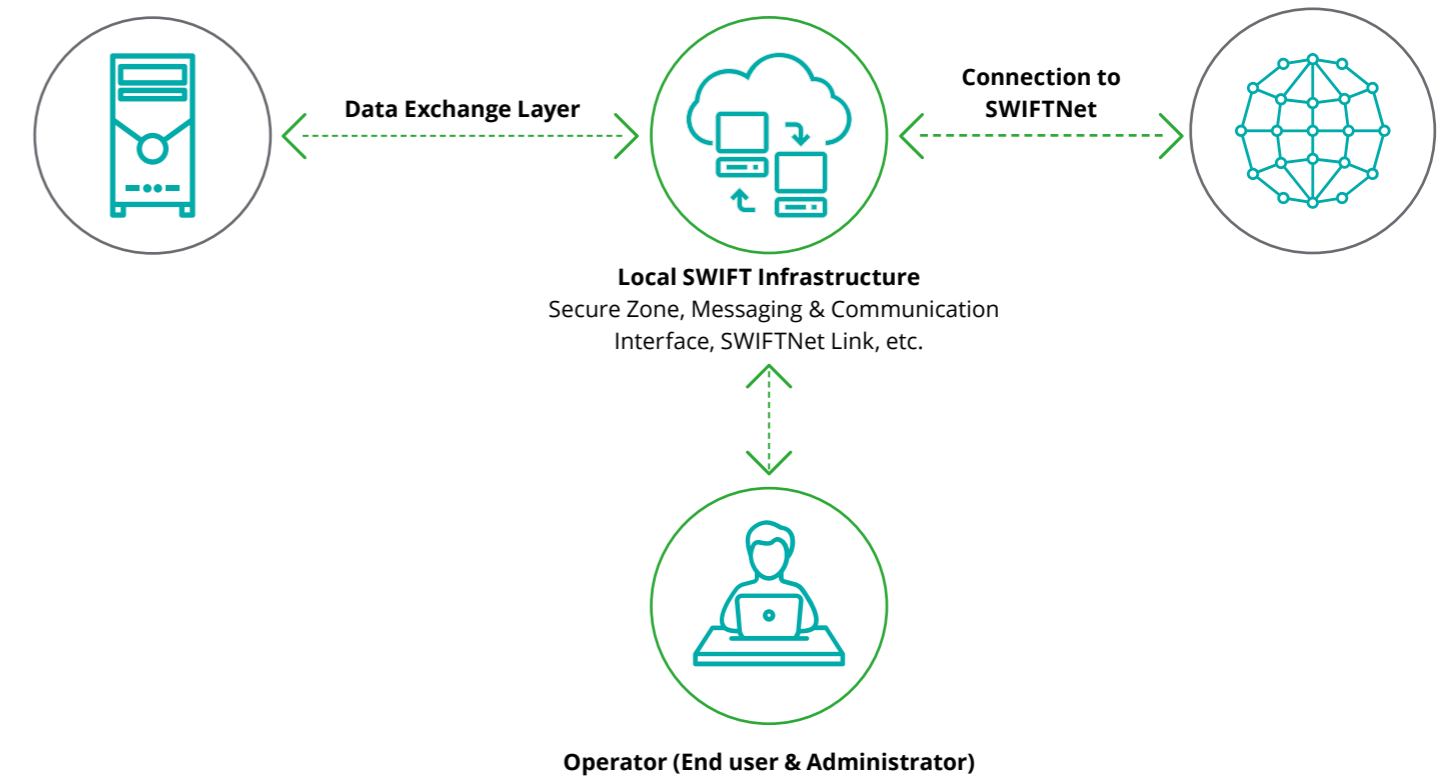 Data Exchange Layer
Connection to
SWIFTNet
Local SWIFT Infrastructure
Secure Zone, Messaging & Communication
Interface, SWIFTNet Link, etc.
Operator (End user & Administrator)